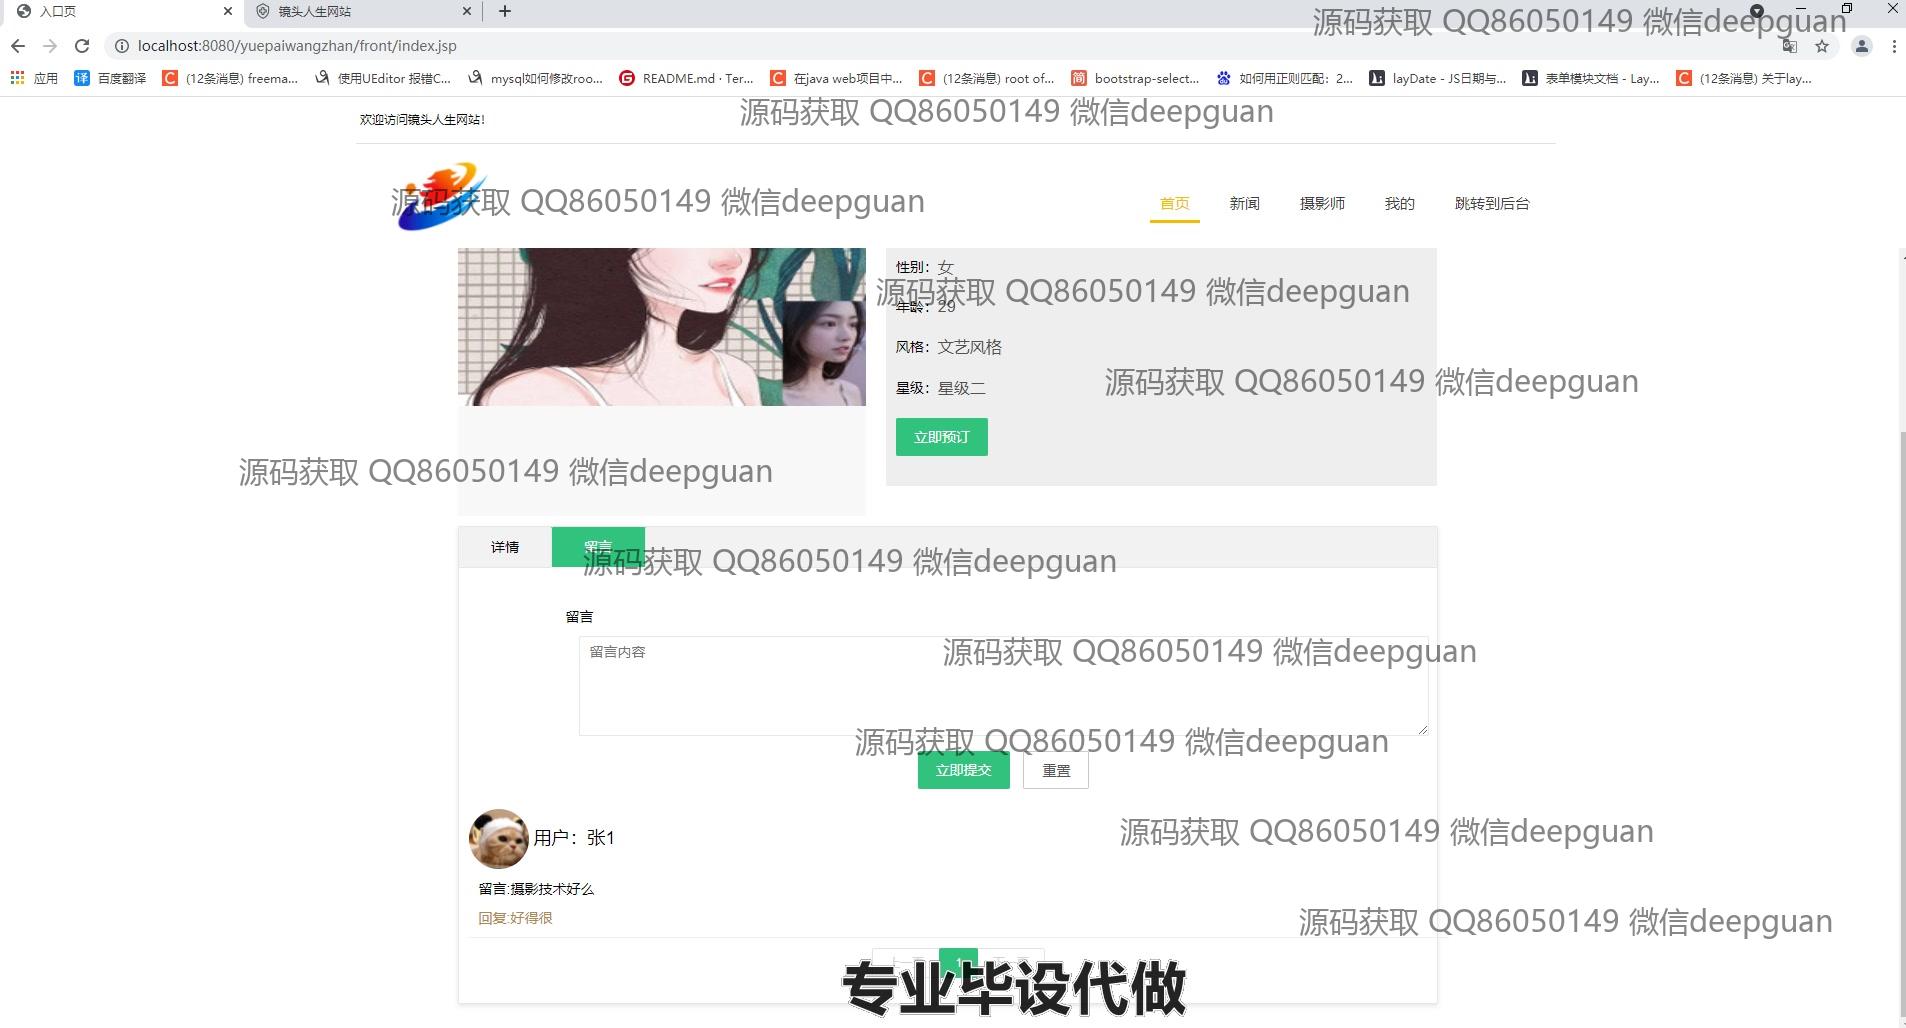 入口页
镜头人生网站
源码获取 QQ86050149 微信deepguan
localhost:8080/yuepaiwangzhan/front/index.jsp
应用
百度翻译
(12条消息) freema...
使用UEditor 报错C...
mysql如何修改roo...
README.md · Ter...
在java web项目中...
(12条消息) root of...
bootstrap-select...
如何用正则匹配：2...
layDate - JS日期与...
表单模块文档 - Lay...
(12条消息) 关于lay...
源码获取 QQ86050149 微信deepguan
欢迎访问镜头人生网站!
源码获取 QQ86050149 微信deepguan
首页
新闻
摄影师
我的
跳转到后台
性别：女
源码获取 QQ86050149 微信deepguan
年龄：29
风格：文艺风格
星级：星级二
源码获取 QQ86050149 微信deepguan
立即预订
源码获取 QQ86050149 微信deepguan
详情
留言
源码获取 QQ86050149 微信deepguan
留言
留言内容
源码获取 QQ86050149 微信deepguan
源码获取 QQ86050149 微信deepguan
立即提交
重置
用户：张1
源码获取 QQ86050149 微信deepguan
留言:摄影技术好么
回复:好得很
源码获取 QQ86050149 微信deepguan
1
专业毕设代做